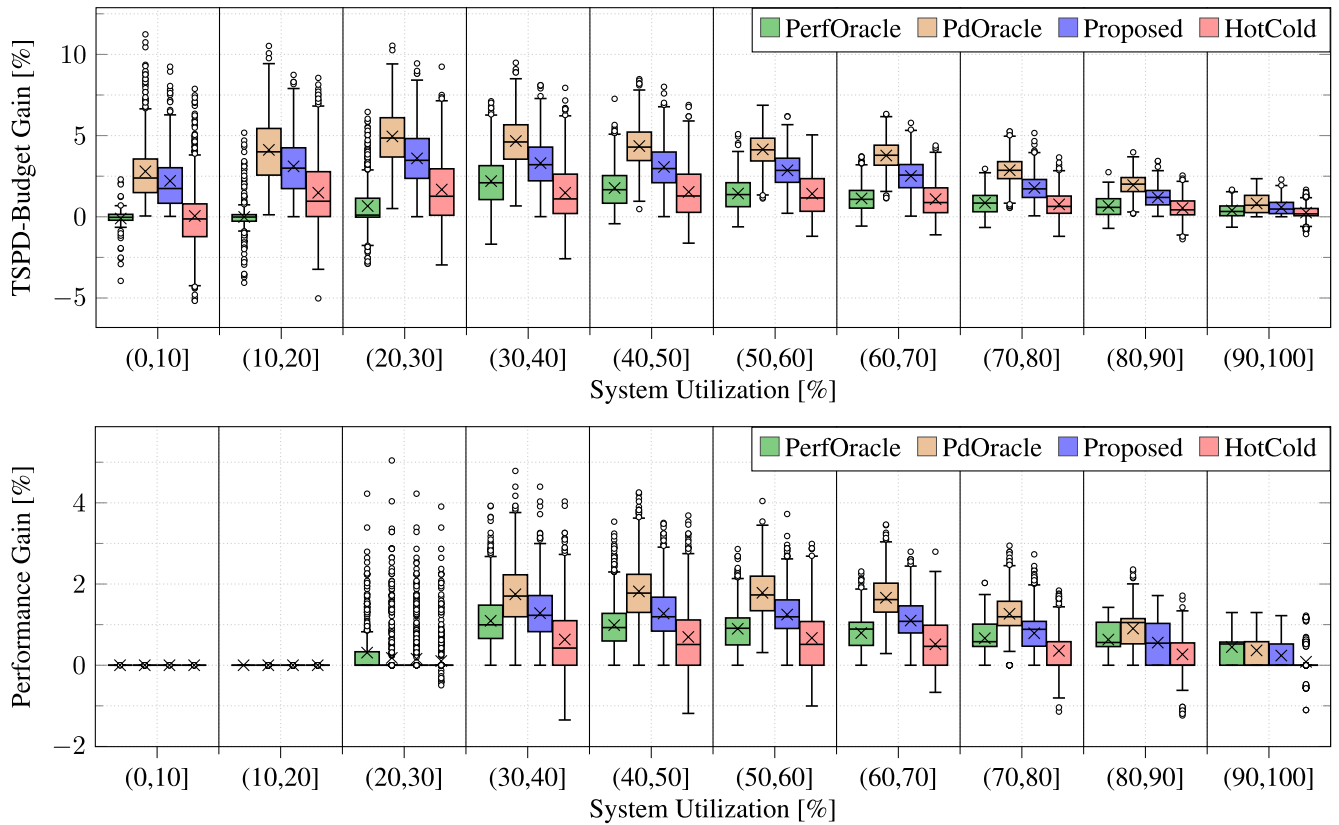 PerfOracle PdOracle Proposed HotCold
TSPD-Budget Gain [%]
10
5
0
−5
(0,10] (10,20] (20,30] (30,40] (40,50] (50,60] (60,70] (70,80] (80,90] (90,100]
System Utilization [%]
PerfOracle PdOracle Proposed HotCold
Performance Gain [%]
4
2
0
−2
(0,10] (10,20] (20,30] (30,40] (40,50] (50,60] (60,70] (70,80] (80,90] (90,100]
System Utilization [%]